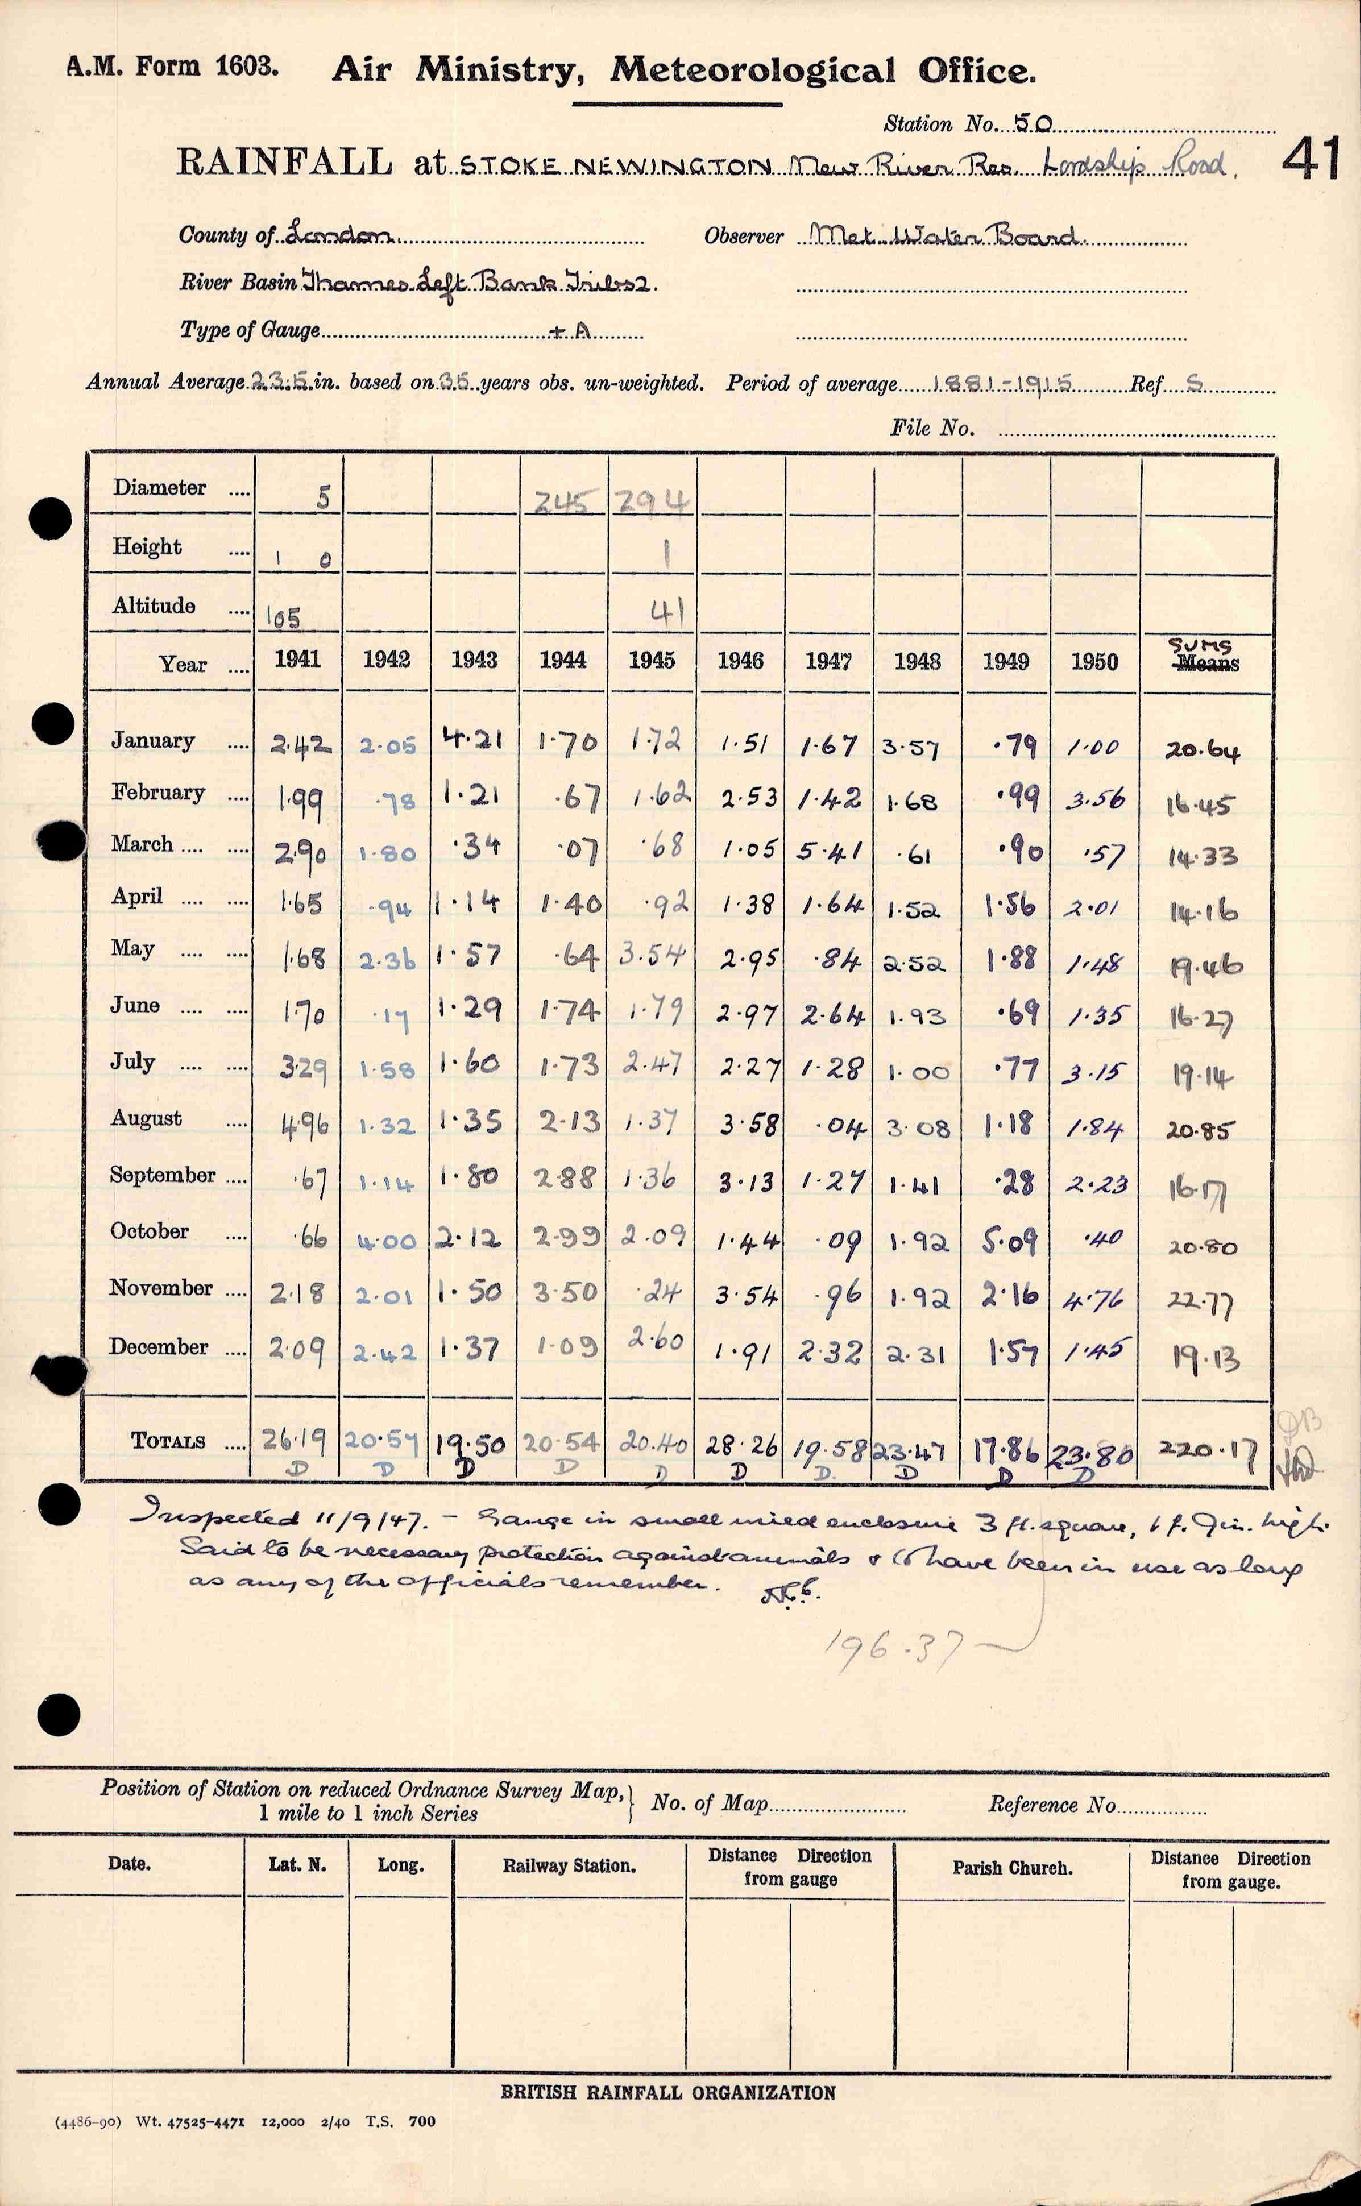 A.M. Form 1603. Air Ministry, Meteorological Office.
Station No. 50
RAINFALL at STOKE NEWINGTON New River Res. Lordship Road. 41
County of London Observer Met. Water Board.
River Basin Thames Left Bank Tribs 2.
Type of Gauge + A
Annual Average 23.5 in. based on 35 years obs. un-weighted. Period of average 1881-1915 Ref. S
File No.
Diameter .... 5 245 294
Height .... 1 0 1
Altitude .... 105 41
SUMS
Year .... 1941 1942 1943 1944 1945 1946 1947 1948 1949 1950 Means
January .... 2.42 2.05 4.21 1.70 1.72 1.51 1.67 3.57 .79 1.00 20.64
February .... 1.99 .78 1.21 .67 1.62 2.53 1.42 1.68 .99 3.56 16.45
March .... .... 2.90 1.80 .34 .07 .68 1.05 5.41 .61 .90 .57 14.33
April .... .... 1.65 .94 1.14 1.40 .92 1.38 1.64 1.52 1.56 2.01 14.16
May .... .... 1.68 2.36 1.57 .64 3.54 2.95 .84 2.52 1.88 1.48 19.46
June .... .... 1.70 .17 1.29 1.74 1.79 2.97 2.64 1.93 .69 1.35 16.27
July .... .... 3.29 1.58 1.60 1.73 2.47 2.27 1.28 1.00 .77 3.15 19.14
August .... 4.96 1.32 1.35 2.13 1.37 3.58 .04 3.08 1.18 1.84 20.85
September .... .67 1.14 1.80 2.88 1.36 3.13 1.27 1.41 .28 2.23 16.17
October .... .66 4.00 2.12 2.99 2.09 1.44 .09 1.92 5.09 .40 20.80
November .... 2.18 2.01 1.50 3.50 .24 3.54 .96 1.92 2.16 4.76 22.77
December .... 2.09 2.42 1.37 1.09 2.60 1.91 2.32 2.31 1.57 1.45 19.13
TOTALS .... 26.19 20.57 19.50 20.54 20.40 28.26 19.58 23.47 17.86 23.80 220.17
D D D D D D D D D D
Inspected 11/9/47. – Gauge in small wired enclosure 3 ft. square, 1 f. 9 in. high.
Said to be necessary protection against animals & to have been in use as long
as any of the officials remember.
196.37
Position of Station on reduced Ordnance Survey Map,
1 mile to 1 inch Series No. of Map Reference No.
Date. Lat. N. Long. Railway Station. Distance from gauge Direction Parish Church. Distance Direction from gauge.
BRITISH RAINFALL ORGANIZATION
(4486-90) Wt. 47525-4471 12,000 2/40 T.S. 700